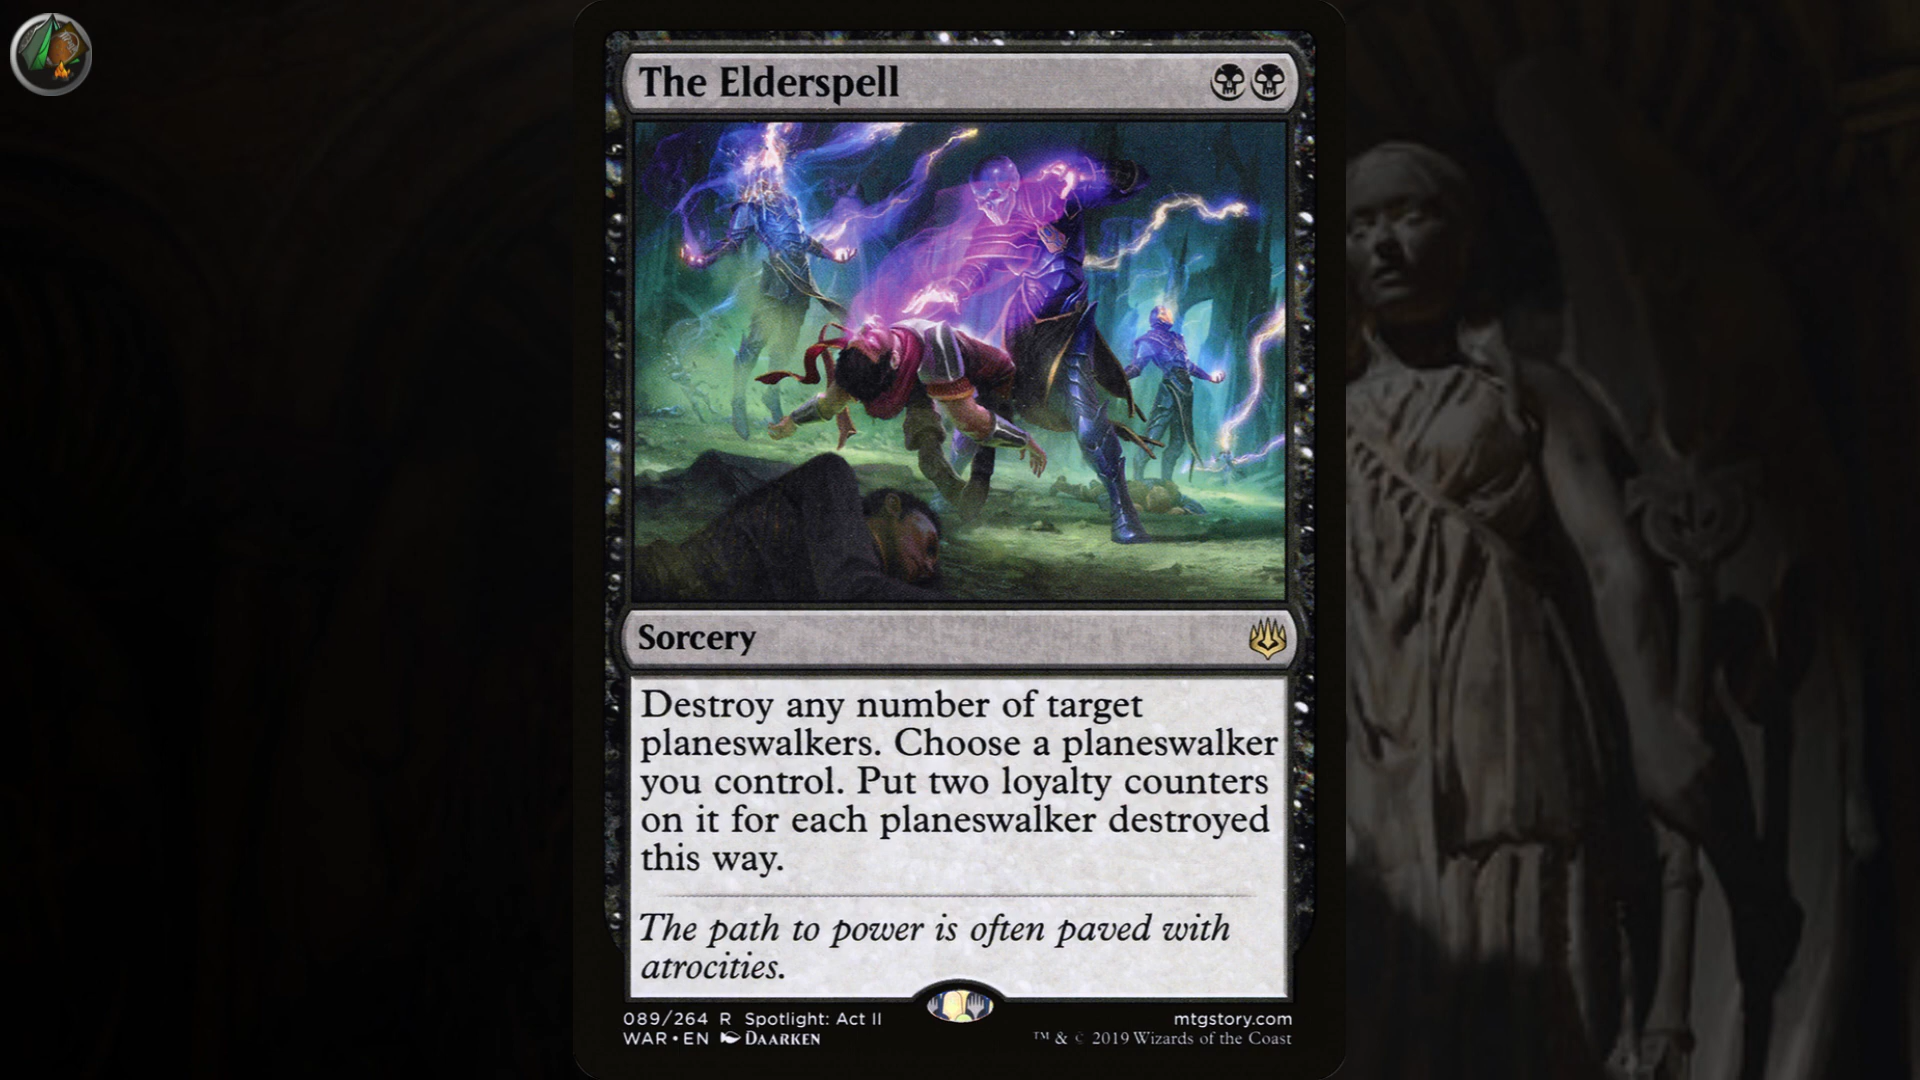 The Elderspell
Sorcery
Destroy any number of target
planeswalkers. Choose a planeswalker
you control. Put two loyalty counters
on it for each planeswalker destroyed
this way.
The path to power is often paved with
atrocities.
089/264 R Spotlight: Act II
mtgstory.com
WAR • EN DAARKEN
™ & © 2019 Wizards of the Coast